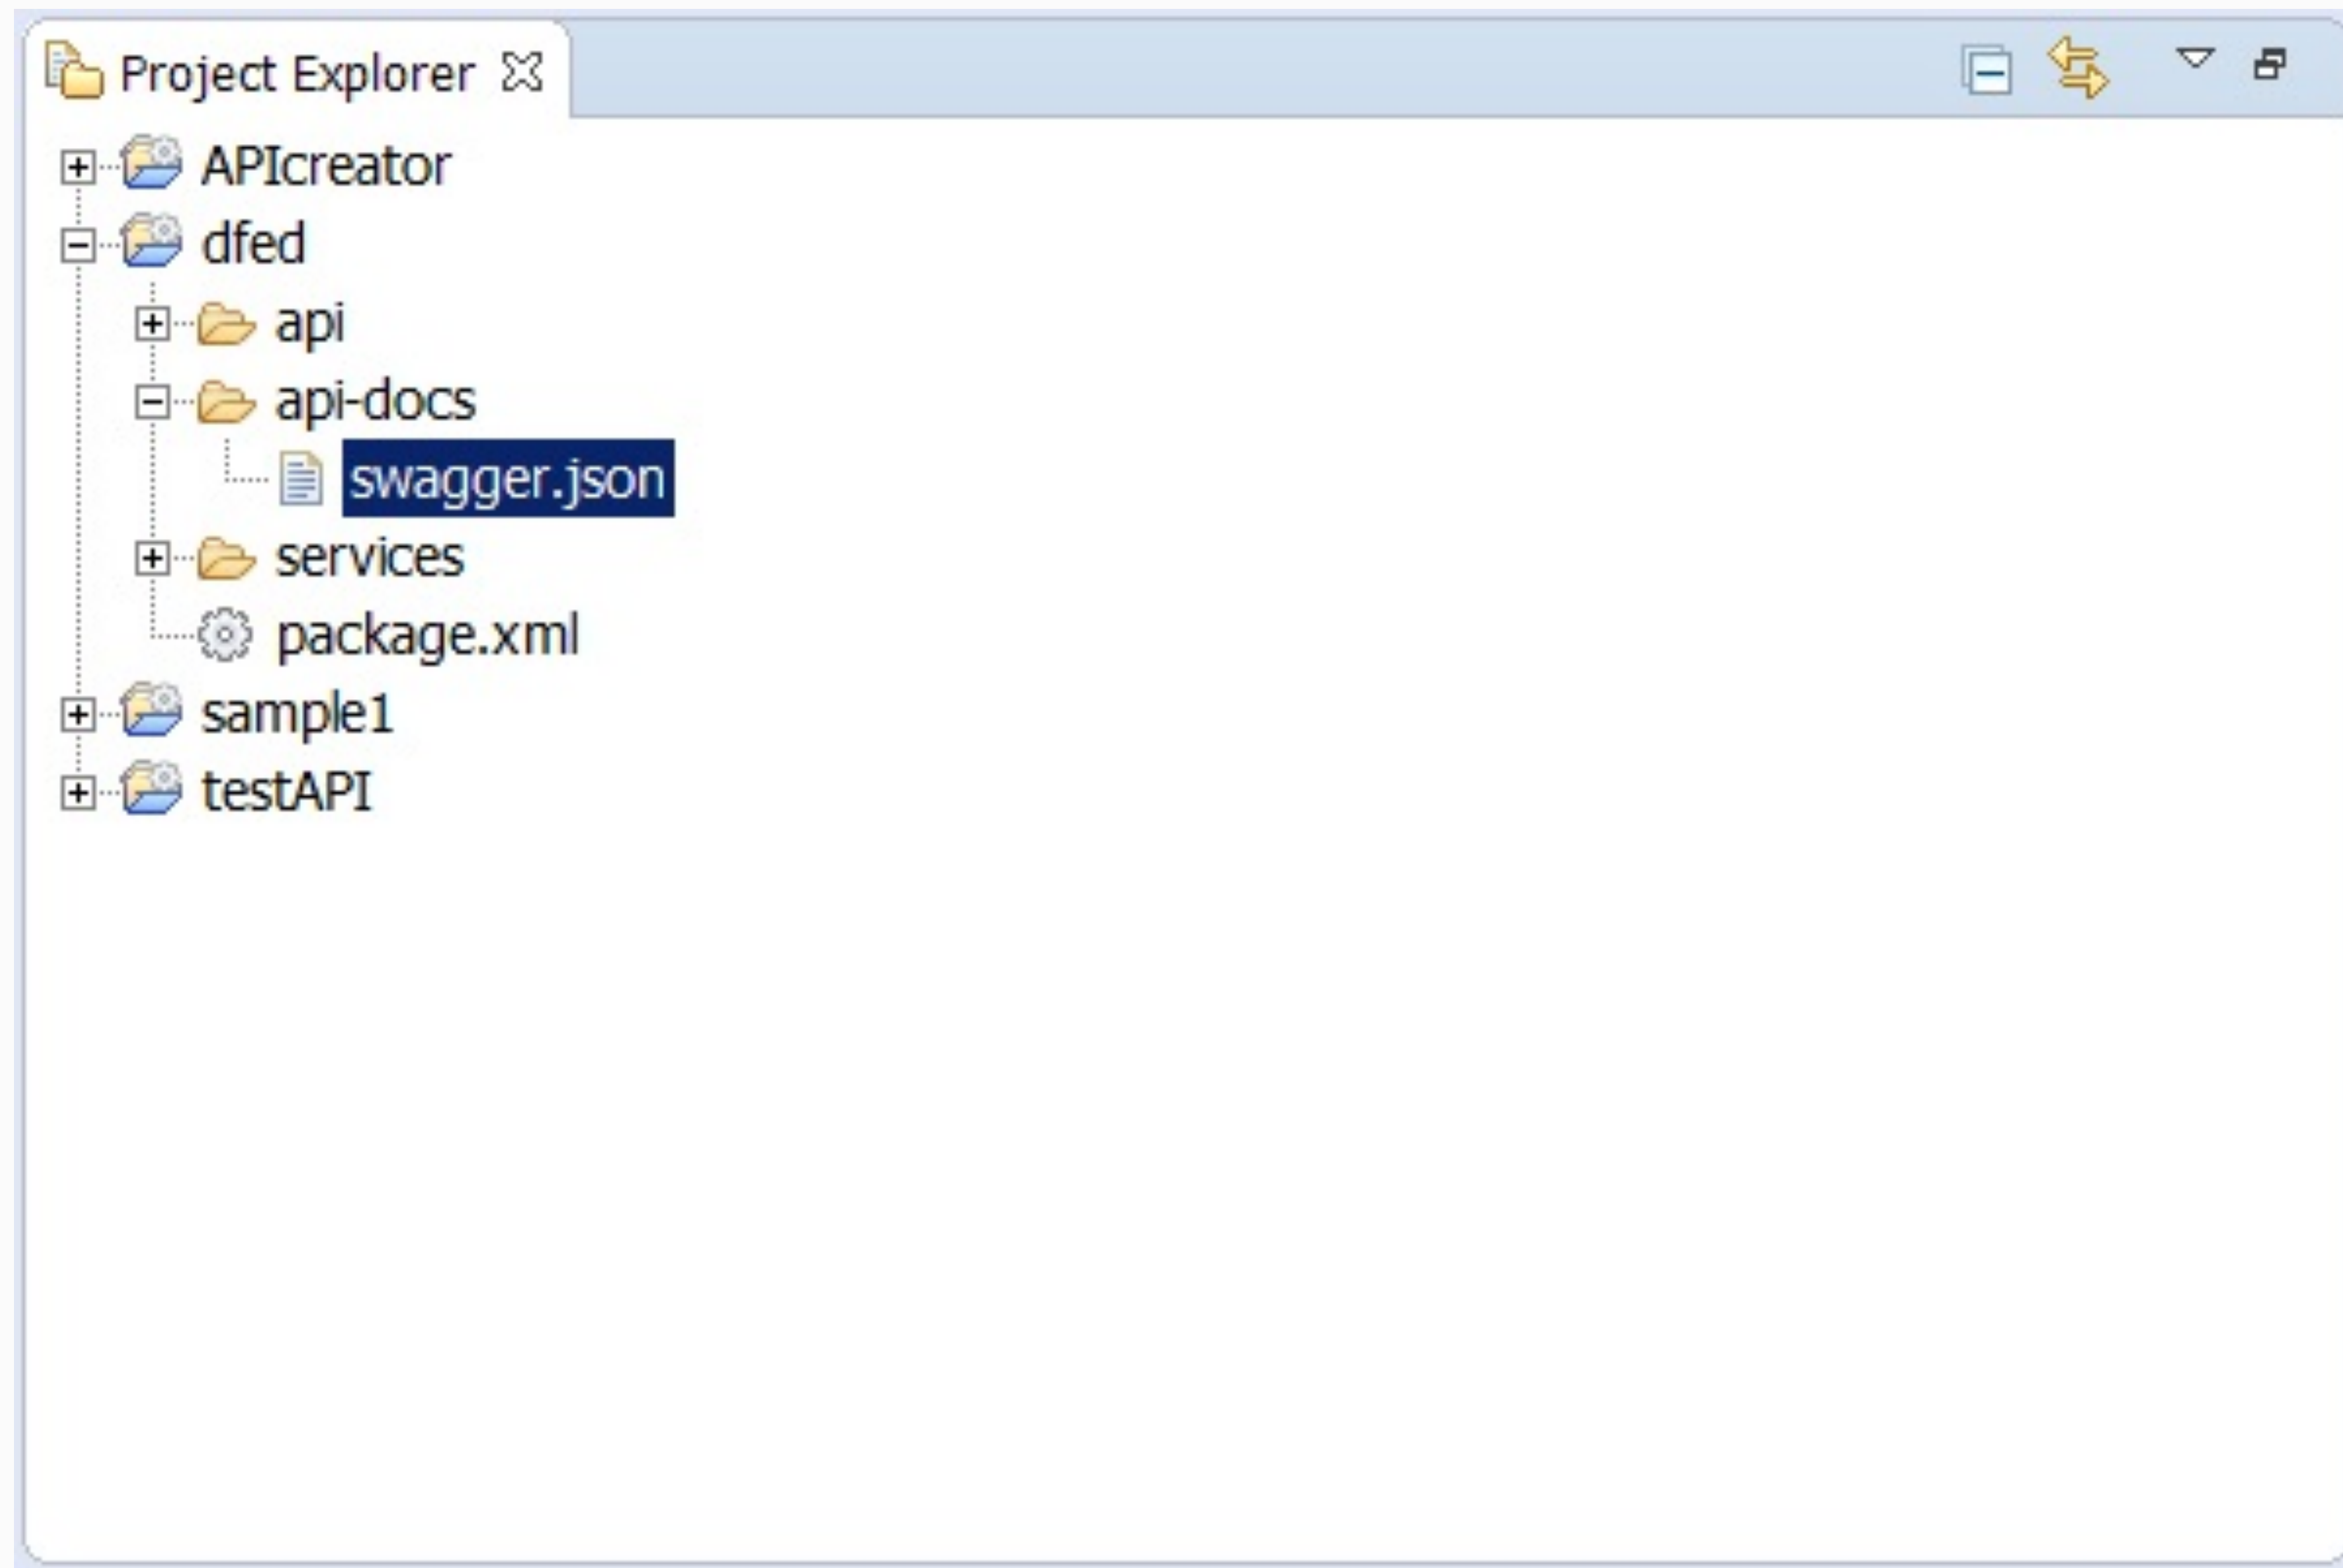 Project Explorer
APIcreator
dfed
api
api-docs
swagger.json
services
package.xml
sample1
testAPI